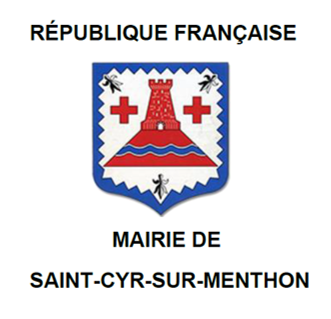 RÉPUBLIQUE FRANÇAISE
MAIRIE DE
SAINT-CYR-SUR-MENTHON